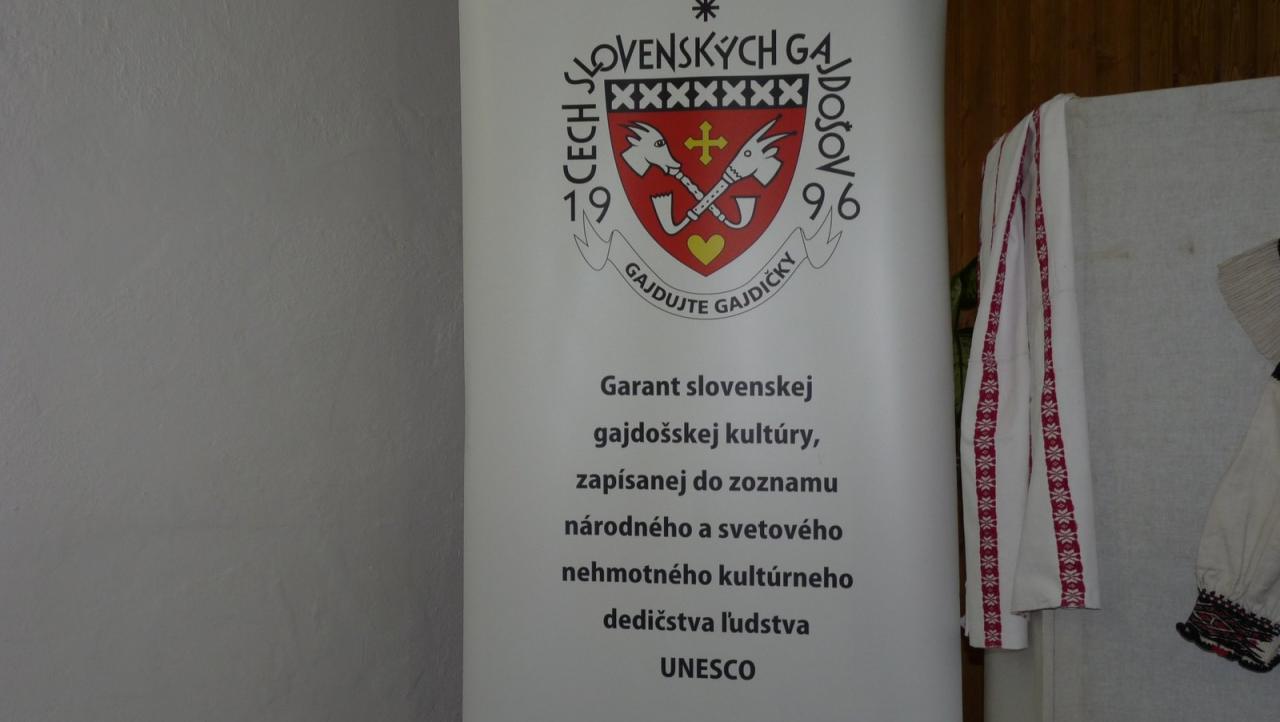 CECH SLOVENSKÝCH GAJDOŠOV
1996
GAJDUJTE GAJDIČKY
Garant slovenskej
gajdošskej kultúry,
zapísanej do zoznamu
národného a svetového
nehmotného kultúrneho
dedičstva ľudstva
UNESCO